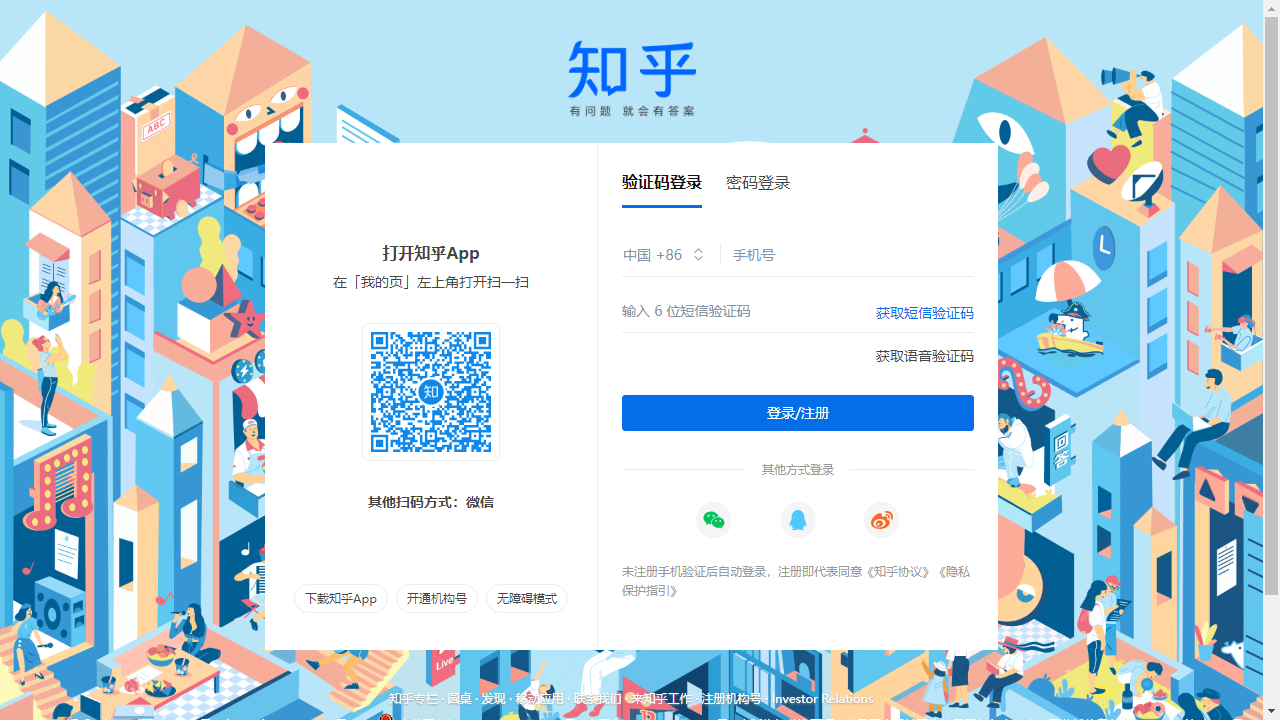 知乎
有问题 就会有答案
ABC
验证码登录 密码登录
打开知乎App
在「我的页」左上角打开扫一扫
中国 +86 手机号
输入 6 位短信验证码 获取短信验证码
获取语音验证码
知
登录/注册
回答
其他方式登录
其他扫码方式：微信
未注册手机验证后自动登录，注册即代表同意《知乎协议》《隐私
保护指引》
下载知乎App 开通机构号 无障碍模式
Live
知乎专栏 · 圆桌 · 发现 · 移动应用 · 联系我们 · 来知乎工作 · 注册机构号 · Investor Relations